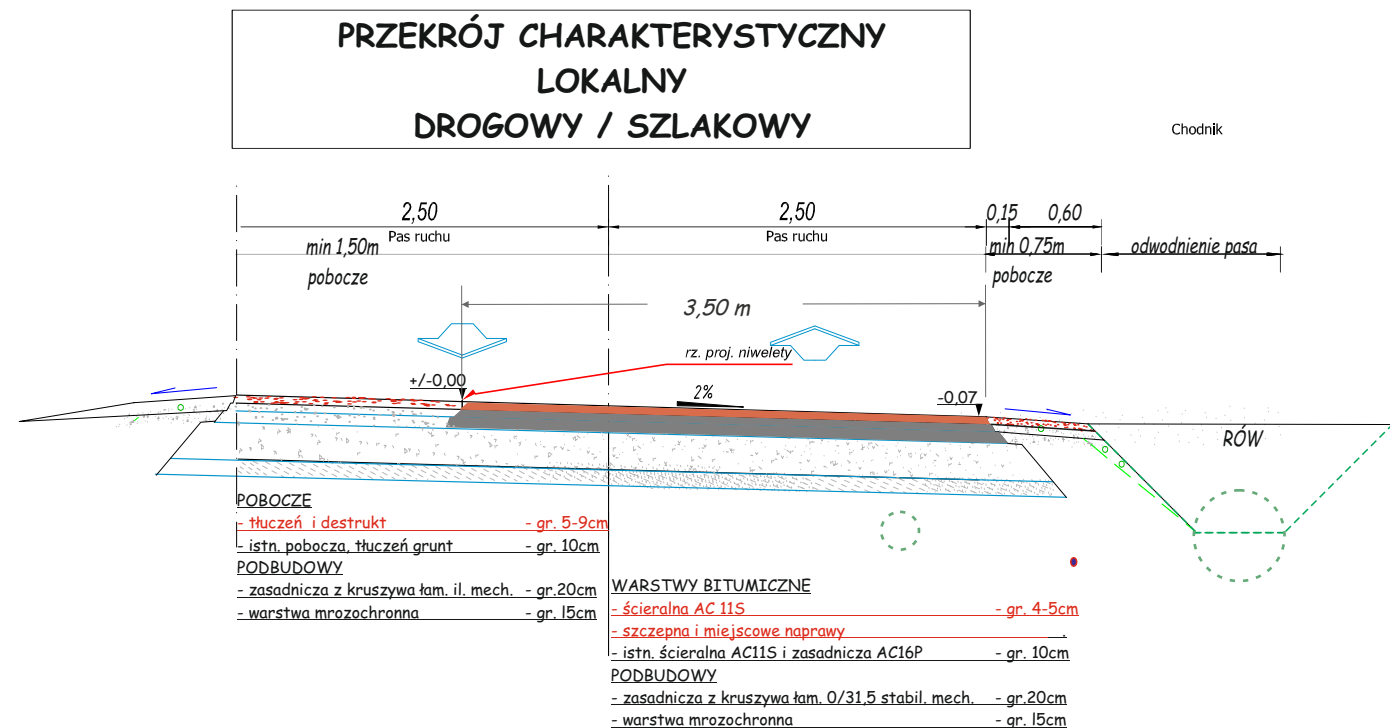 PRZEKRÓJ CHARAKTERYSTYCZNY
LOKALNY
DROGOWY / SZLAKOWY
Chodnik
2,50
2,50
0,15
0,60
Pas ruchu
Pas ruchu
min 1,50m
pobocze
min 0,75m
pobocze
odwodnienie pasa
3,50 m
rz. proj. niwelety
+/-0,00
2%
-0,07
RÓW
POBOCZE
- tłuczeń i destrukt - gr. 5-9cm
- istn. pobocza, tłuczeń grunt - gr. 10cm
PODBUDOWY
- zasadnicza z kruszywa łam. il. mech. - gr.20cm
- warstwa mrozochronna - gr. l5cm
WARSTWY BITUMICZNE
- ścieralna AC 11S - gr. 4-5cm
- szczepna i miejscowe naprawy .
- istn. ścieralna AC11S i zasadnicza AC16P - gr. 10cm
PODBUDOWY
- zasadnicza z kruszywa łam. 0/31,5 stabil. mech. - gr.20cm
- warstwa mrozochronna - gr. l5cm